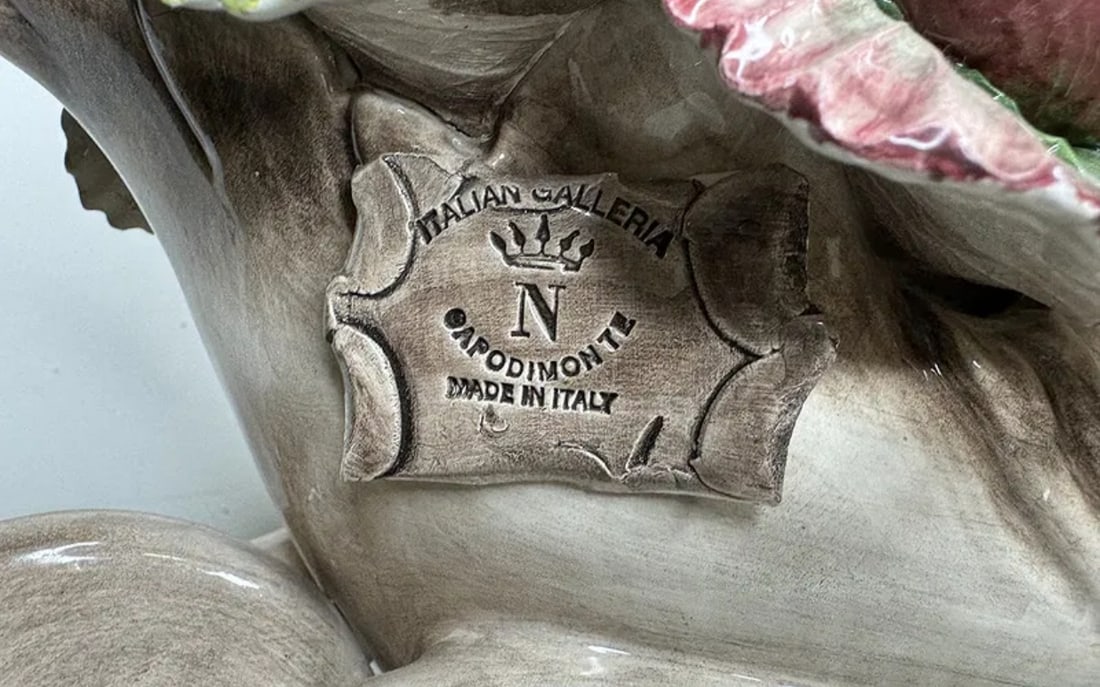 ITALIAN GALLERIA
N
CAPODIMONTE
MADE IN ITALY